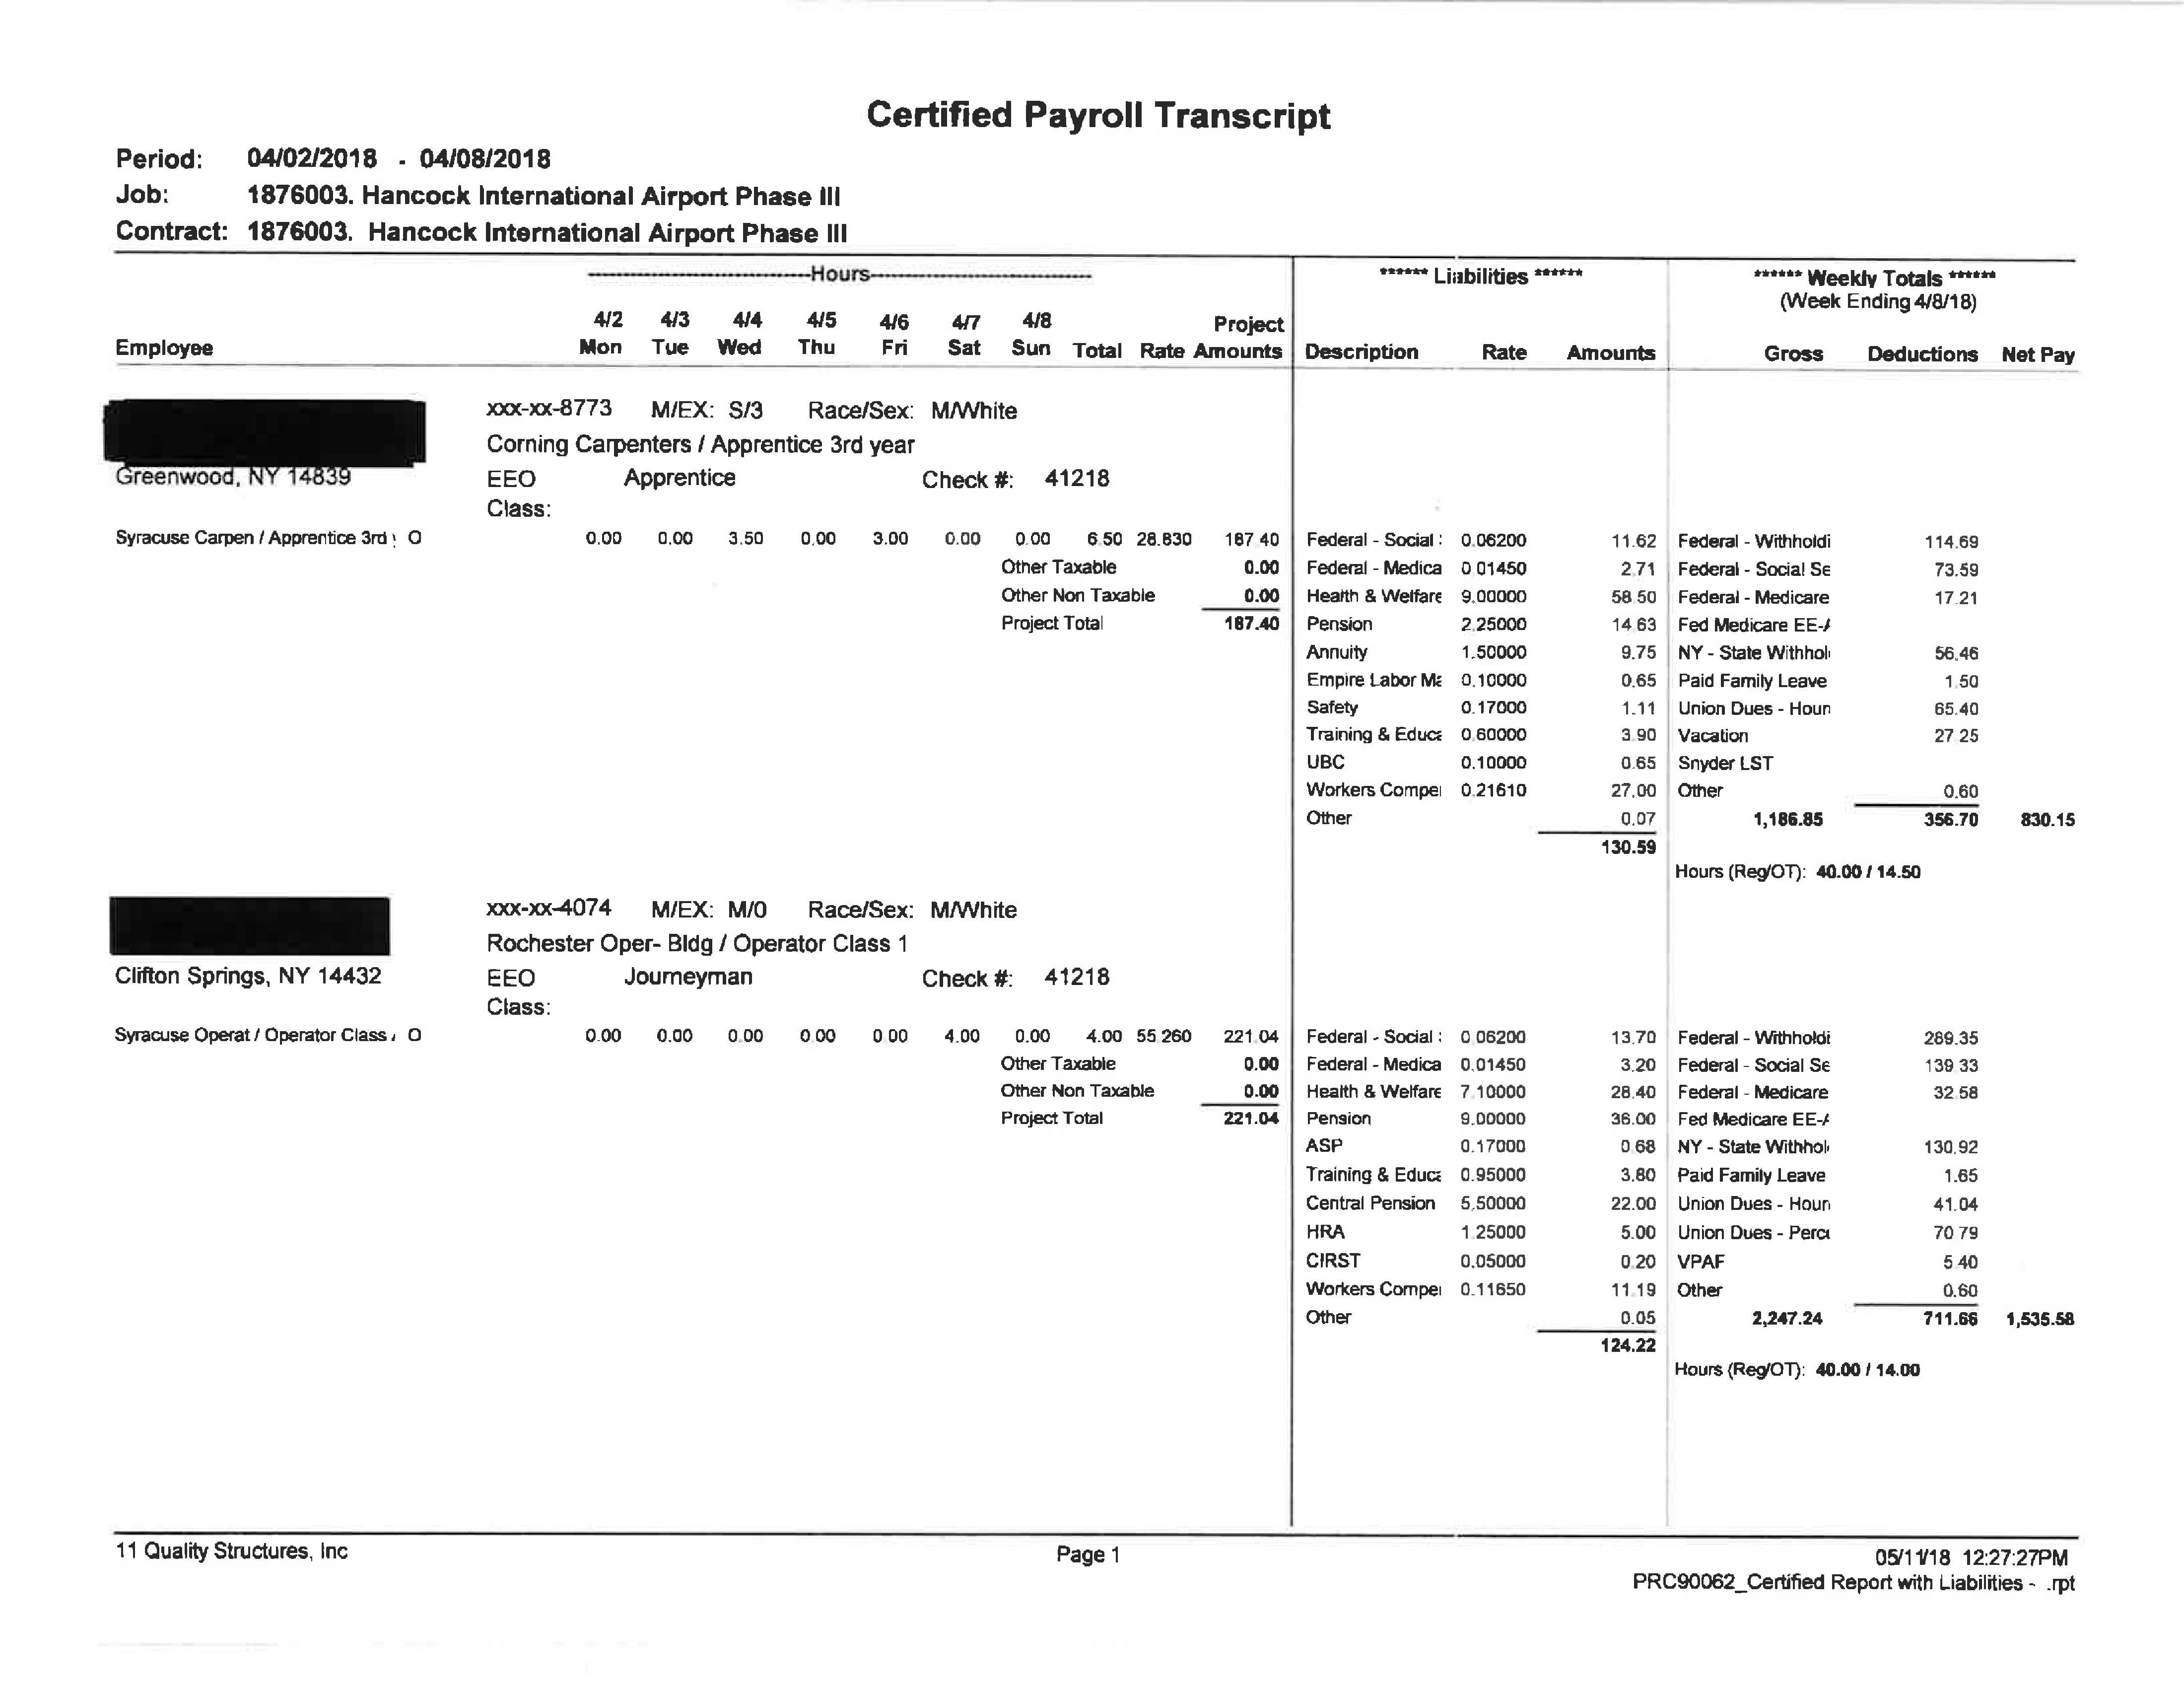 Certified Payroll Transcript
Period: 04/02/2018 - 04/08/2018
Job: 1876003. Hancock International Airport Phase III
Contract: 1876003. Hancock International Airport Phase III
Hours ****** Liabilities ****** ****** Weekly Totals ******
(Week Ending 4/8/18)
4/2 4/3 4/4 4/5 4/6 4/7 4/8 Project
Employee Mon Tue Wed Thu Fri Sat Sun Total Rate Amounts Description Rate Amounts Gross Deductions Net Pay
xxx-xx-8773 M/EX: S/3 Race/Sex: M/White
Corning Carpenters / Apprentice 3rd year
Greenwood, NY 14839 EEO Apprentice Check #: 41218
Class:
Syracuse Carpen / Apprentice 3rd O 0.00 0.00 3.50 0.00 3.00 0.00 0.00 6.50 28.830 187.40 Federal - Social 0.06200 11.62 Federal - Withholdi 114.69
Other Taxable 0.00 Federal - Medica 0.01450 2.71 Federal - Social Se 73.59
Other Non Taxable 0.00 Health & Welfare 9.00000 58.50 Federal - Medicare 17.21
Project Total 187.40 Pension 2.25000 14.63 Fed Medicare EE-
Annuity 1.50000 9.75 NY - State Withhol 56.46
Empire Labor Ma 0.10000 0.65 Paid Family Leave 1.50
Safety 0.17000 1.11 Union Dues - Hour 65.40
Training & Educa 0.60000 3.90 Vacation 27.25
UBC 0.10000 0.65 Snyder LST
Workers Compe 0.21610 27.00 Other 0.60
Other 0.07 1,186.85 356.70 830.15
130.59
Hours (Reg/OT): 40.00 / 14.50
xxx-xx-4074 M/EX: M/0 Race/Sex: M/White
Rochester Oper- Bldg / Operator Class 1
Clifton Springs, NY 14432 EEO Journeyman Check #: 41218
Class:
Syracuse Operat / Operator Class O 0.00 0.00 0.00 0.00 0.00 4.00 0.00 4.00 55.260 221.04 Federal - Social 0.06200 13.70 Federal - Withholdi 289.35
Other Taxable 0.00 Federal - Medica 0.01450 3.20 Federal - Social Se 139.33
Other Non Taxable 0.00 Health & Welfare 7.10000 28.40 Federal - Medicare 32.58
Project Total 221.04 Pension 9.00000 36.00 Fed Medicare EE-
ASP 0.17000 0.68 NY - State Withhol 130.92
Training & Educa 0.95000 3.80 Paid Family Leave 1.65
Central Pension 5.50000 22.00 Union Dues - Hour 41.04
HRA 1.25000 5.00 Union Dues - Perc 70.79
CIRST 0.05000 0.20 VPAF 5.40
Workers Compe 0.11650 11.19 Other 0.60
Other 0.05 2,247.24 711.66 1,535.58
124.22
Hours (Reg/OT): 40.00 / 14.00
11 Quality Structures, Inc Page 1 05/11/18 12:27:27PM
PRC90062_Certified Report with Liabilities - .rpt